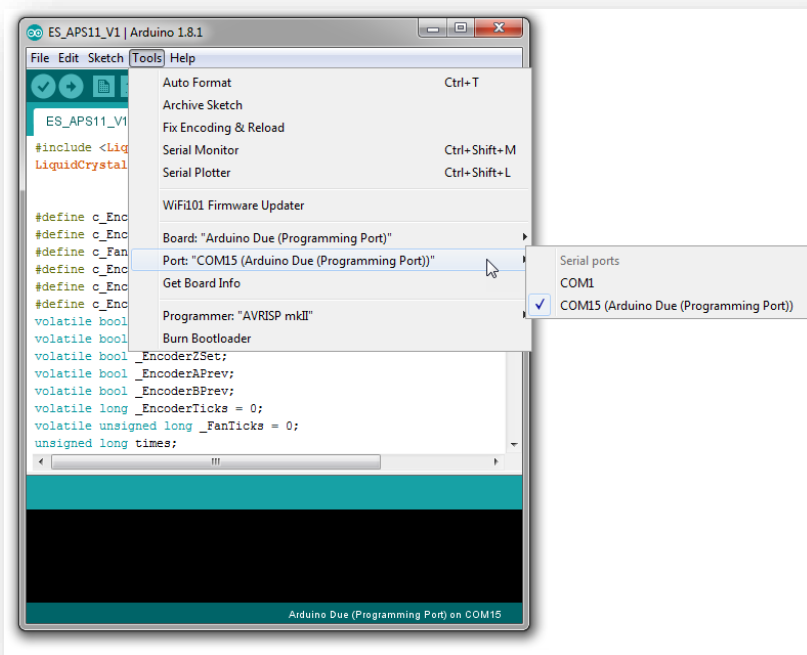 ES_APS11_V1 | Arduino 1.8.1
File Edit Sketch Tools Help
Auto Format Ctrl+T
Archive Sketch
Fix Encoding & Reload
Serial Monitor Ctrl+Shift+M
Serial Plotter Ctrl+Shift+L
WiFi101 Firmware Updater
Board: "Arduino Due (Programming Port)"
Port: "COM15 (Arduino Due (Programming Port))"
Get Board Info
Programmer: "AVRISP mkII"
Burn Bootloader
Serial ports
COM1
COM15 (Arduino Due (Programming Port))
ES_APS11_V1
#include <Liq
LiquidCrystal
#define c_Enc
#define c_Enc
#define c_Fan
#define c_Enc
#define c_Enc
#define c_Enc
volatile bool
volatile bool
volatile bool _EncoderZSet;
volatile bool _EncoderAPrev;
volatile bool _EncoderBPrev;
volatile long _EncoderTicks = 0;
volatile unsigned long _FanTicks = 0;
unsigned long times;
Arduino Due (Programming Port) on COM15